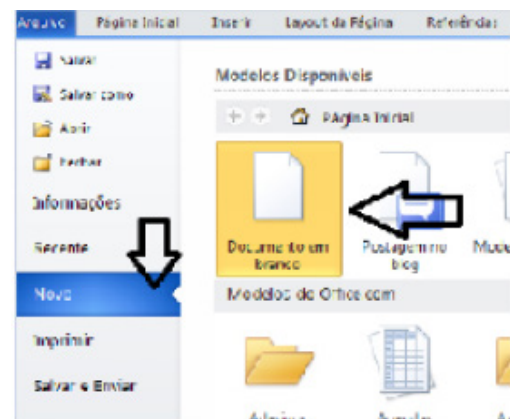 Arquivo Página Inicial Inserir Layout da Página Referências
Salvar
Salvar como
Abrir
Fechar
Informações
Recente
Novo
Imprimir
Salvar e Enviar
Modelos Disponíveis
Página Inicial
Documento em
branco
Postagem no
blog
Modelos do Office.com